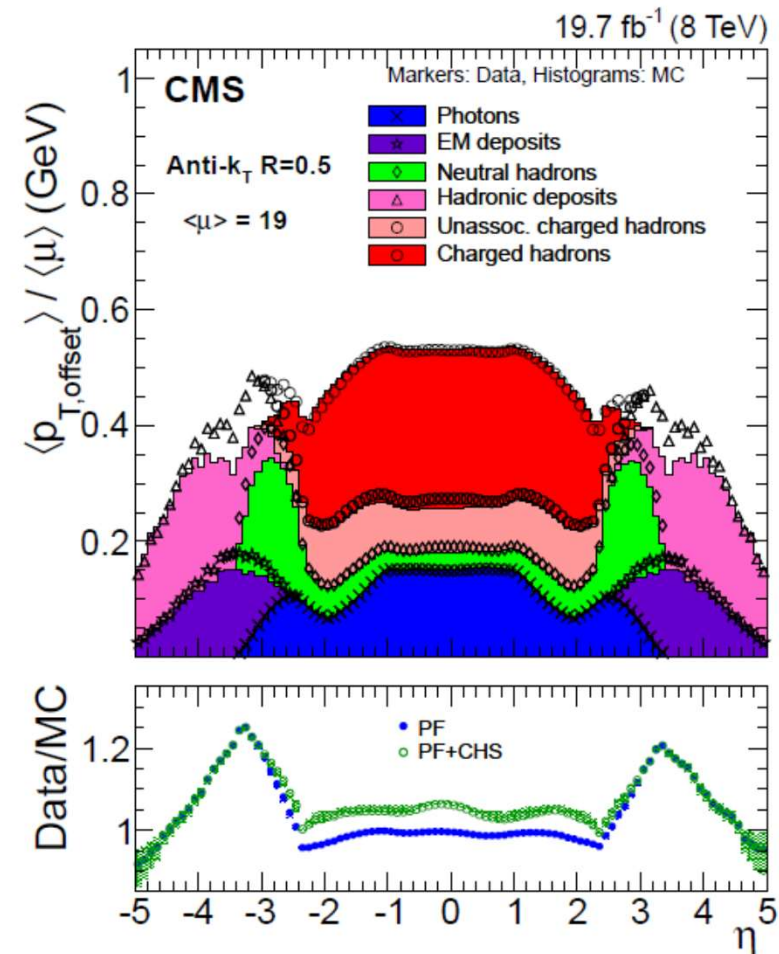 19.7 fb⁻¹ (8 TeV)
CMS
Markers: Data, Histograms: MC
Photons
EM deposits
Neutral hadrons
Hadronic deposits
Unassoc. charged hadrons
Charged hadrons
Anti-k_T R=0.5
<μ> = 19
⟨p_T,offset⟩ / ⟨μ⟩ (GeV)
1
0.8
0.6
0.4
0.2
Data/MC
PF
PF+CHS
1.2
1
-5 -4 -3 -2 -1 0 1 2 3 4 5
η